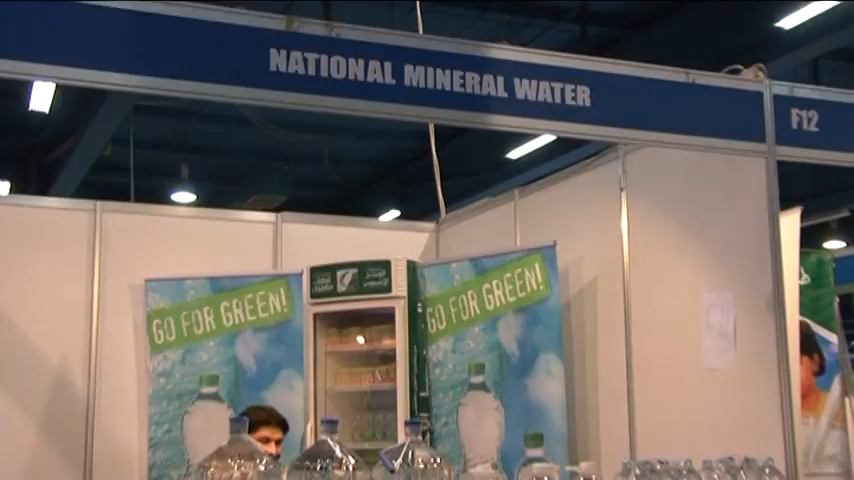 NATIONAL MINERAL WATER
F12
GO FOR GREEN!
GO FOR GREEN!